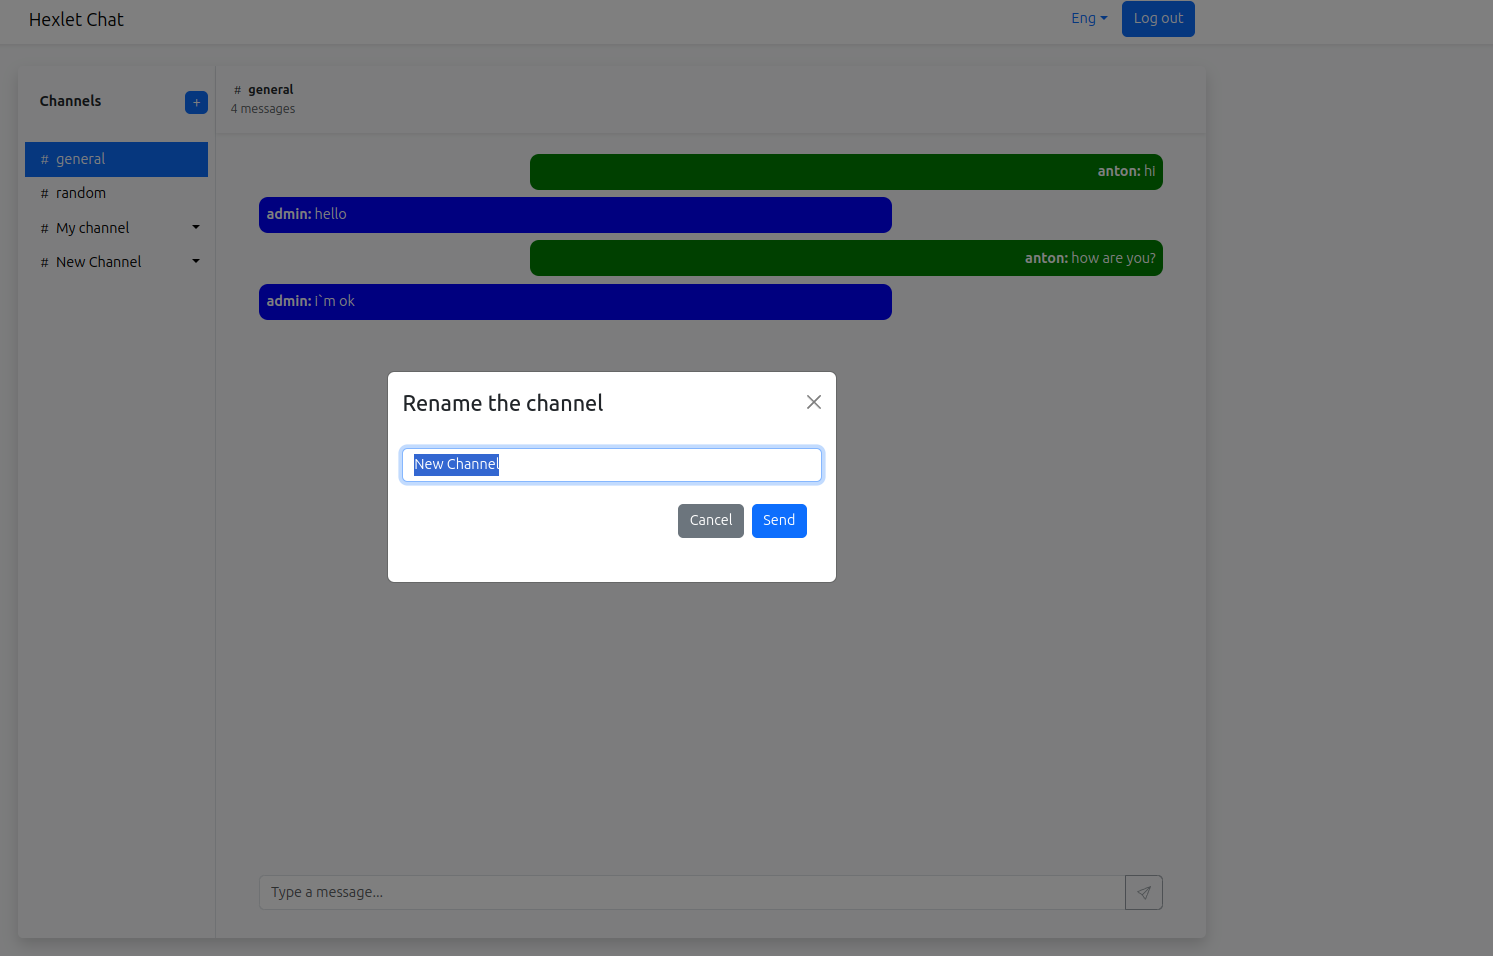 Hexlet Chat
Eng
Log out
Channels
+
# general
# random
# My channel
# New Channel
# general
4 messages
anton: hi
admin: hello
anton: how are you?
admin: I`m ok
Rename the channel
New Channel
Cancel
Send
Type a message...